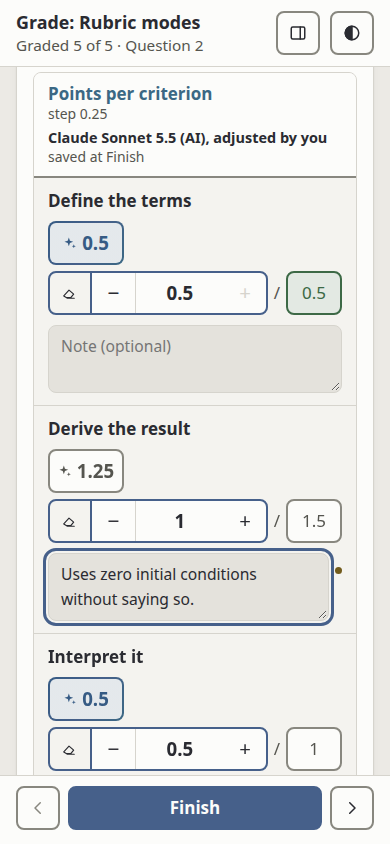 Grade: Rubric modes
Graded 5 of 5 · Question 2
Points per criterion
step 0.25
Claude Sonnet 5.5 (AI), adjusted by you
saved at Finish
Define the terms
0.5
− 0.5 + / 0.5
Note (optional)
Derive the result
1.25
− 1 + / 1.5
Uses zero initial conditions
without saying so.
Interpret it
0.5
− 0.5 + / 1
Finish